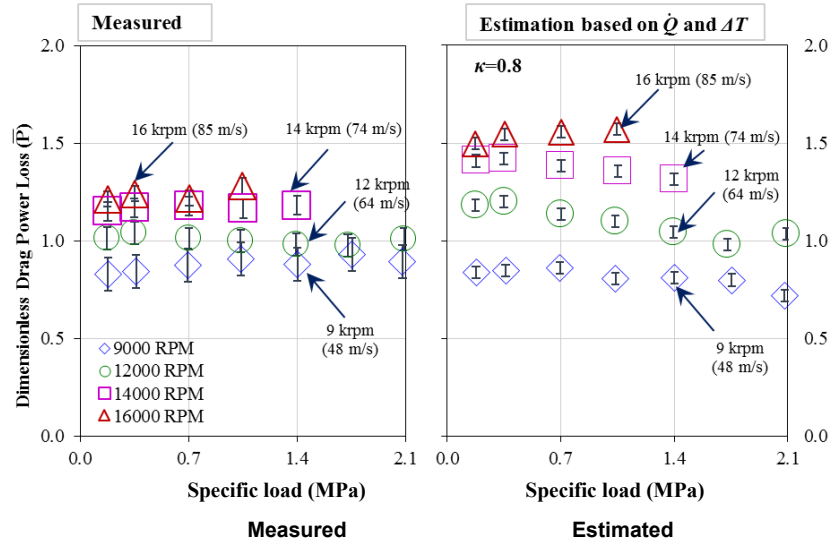 Measured
Estimation based on Q̇ and ΔT
2.0
1.5
1.0
0.5
0.0
Dimensionless Drag Power Loss (P̅)
16 krpm (85 m/s)
14 krpm (74 m/s)
12 krpm
(64 m/s)
9 krpm
(48 m/s)
9000 RPM
12000 RPM
14000 RPM
16000 RPM
0.0
0.7
1.4
2.1
Specific load (MPa)
Measured
κ=0.8
16 krpm (85 m/s)
14 krpm (74 m/s)
12 krpm
(64 m/s)
9 krpm
(48 m/s)
2.0
1.5
1.0
0.5
0.0
0.0
0.7
1.4
2.1
Specific load (MPa)
Estimated